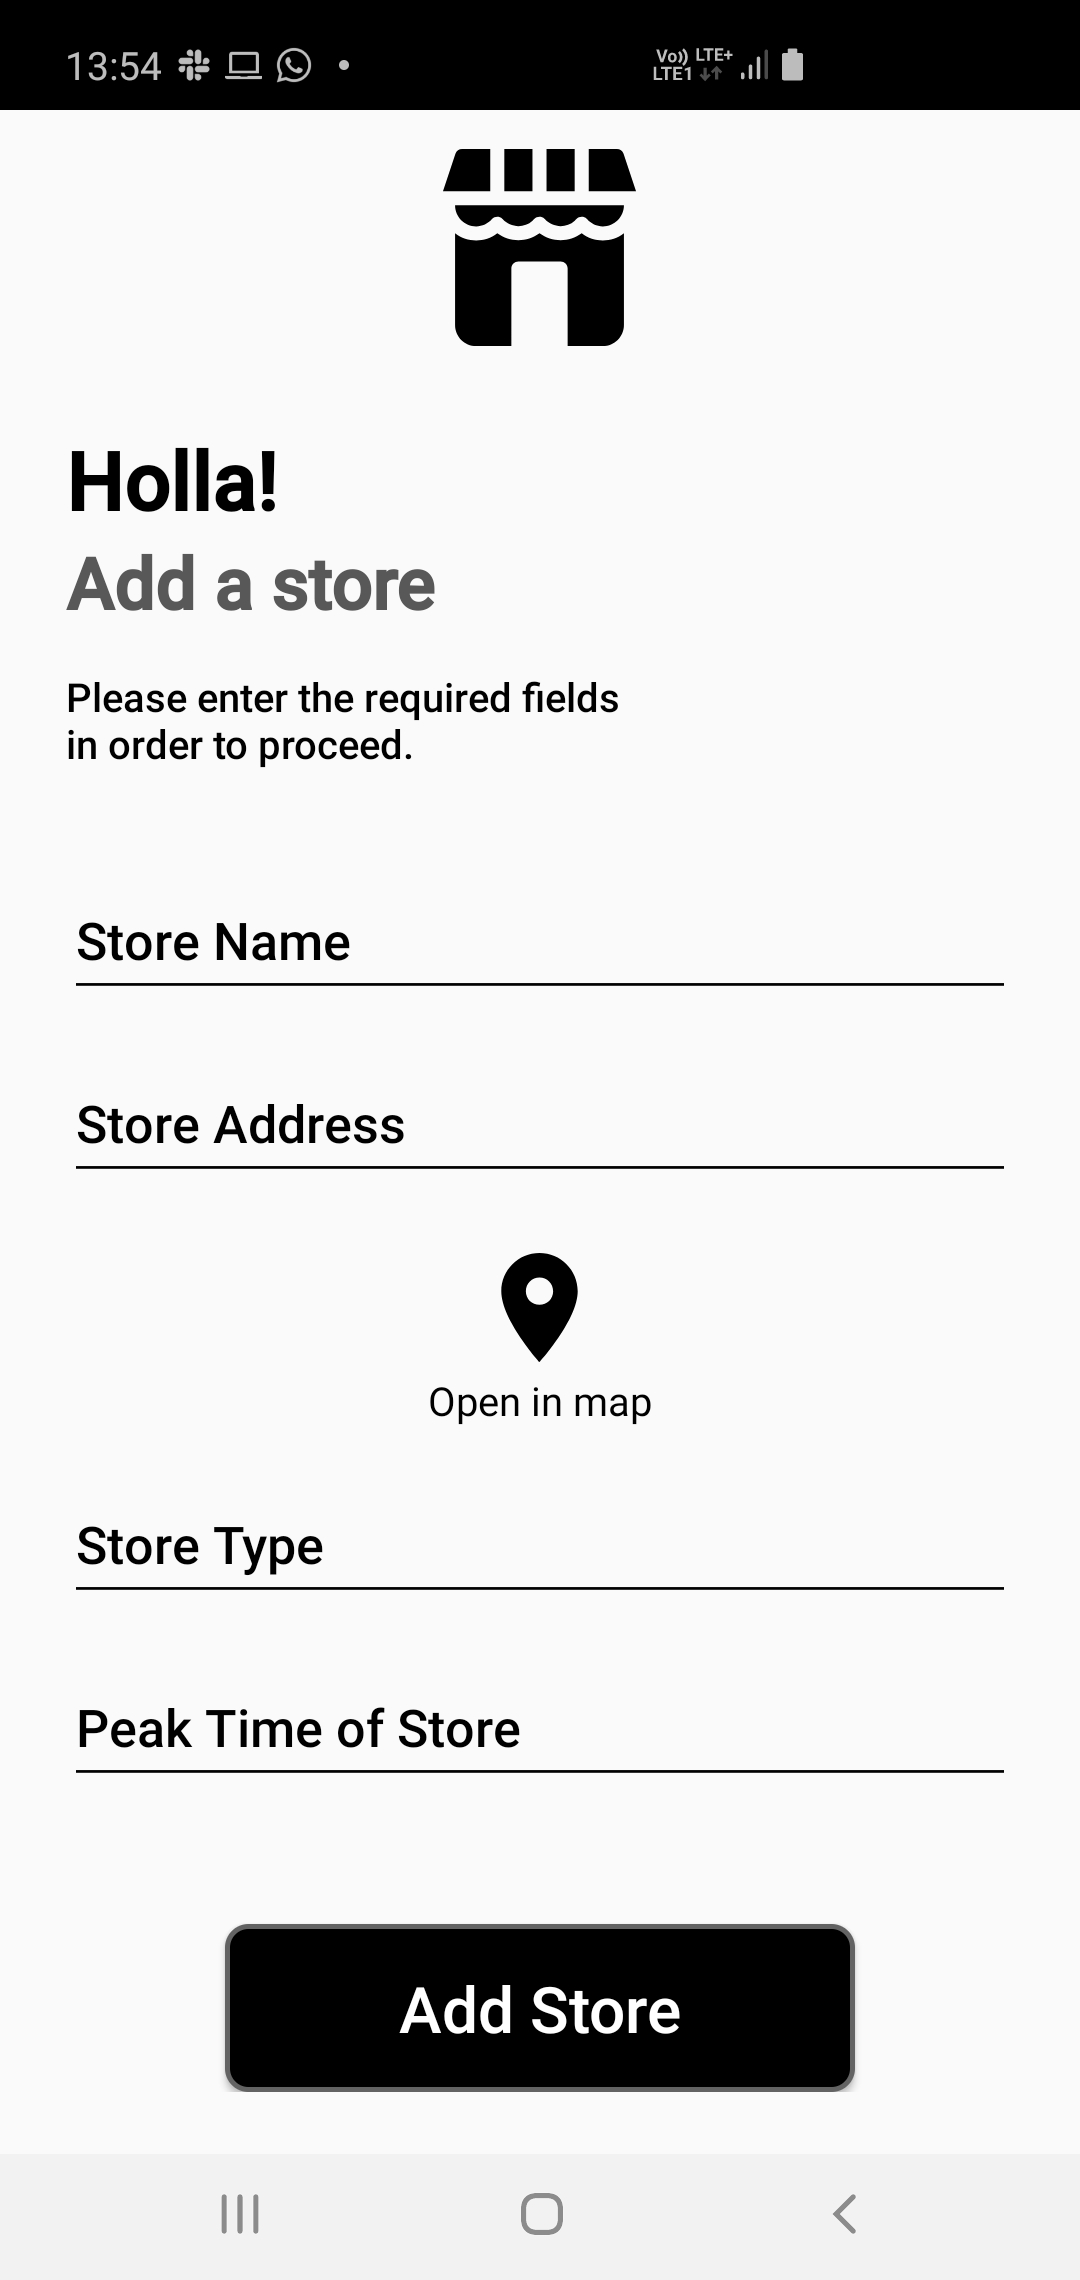 13:54
Vo)) LTE+
LTE1
Holla!
Add a store
Please enter the required fields
in order to proceed.
Store Name
Store Address
Open in map
Store Type
Peak Time of Store
Add Store